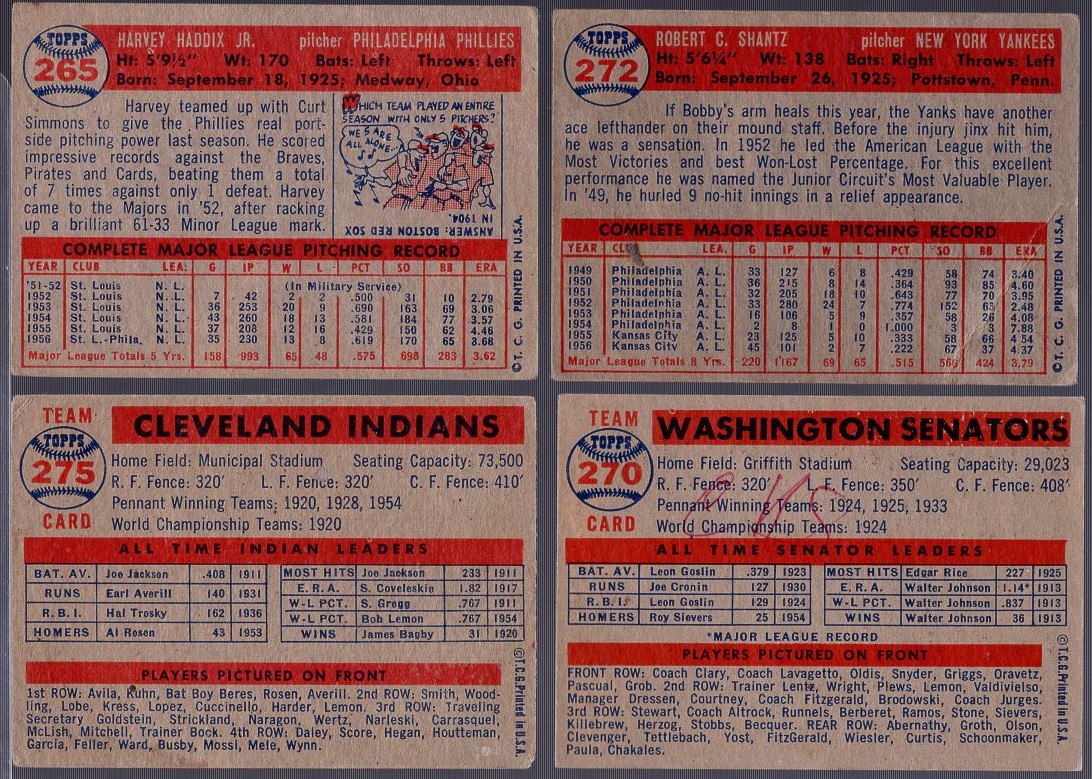 TOPPS
265
HARVEY HADDIX JR. pitcher PHILADELPHIA PHILLIES
Ht: 5'9½" Wt: 170 Bats: Left Throws: Left
Born: September 18, 1925; Medway, Ohio
Harvey teamed up with Curt
Simmons to give the Phillies real port-
side pitching power last season. He scored
impressive records against the Braves,
Pirates and Cards, beating them a total
of 7 times against only 1 defeat. Harvey
came to the Majors in '52, after racking
up a brilliant 61-33 Minor League mark.
WHICH TEAM PLAYED AN ENTIRE
SEASON WITH ONLY 5 PITCHERS?
WE 5 ARE
ALL ALONE--
ANSWER: BOSTON RED SOX
IN 1904.
COMPLETE MAJOR LEAGUE PITCHING RECORD
YEAR CLUB LEA. G IP W L PCT SO BB ERA
'51-52 St. Louis N. L. (In Military Service)
1952 St. Louis N. L. 7 42 2 2 .500 31 10 2.79
1953 St. Louis N. L. 36 253 20 9 .690 163 69 3.06
1954 St. Louis N. L. 43 260 18 13 .581 184 77 3.57
1955 St. Louis N. L. 37 208 12 16 .429 150 62 4.46
1956 St. L.-Phila. N. L. 35 230 13 8 .619 170 65 3.68
Major League Totals 5 Yrs. 158 993 65 48 .575 698 283 3.62
© T. C. G. PRINTED IN U.S.A.
TOPPS
272
ROBERT C. SHANTZ pitcher NEW YORK YANKEES
Ht: 5'6¼" Wt: 138 Bats: Right Throws: Left
Born: September 26, 1925; Pottstown, Penn.
If Bobby's arm heals this year, the Yanks have another
ace lefthander on their mound staff. Before the injury jinx hit him,
he was a sensation. In 1952 he led the American League with the
Most Victories and best Won-Lost Percentage. For this excellent
performance he was named the Junior Circuit's Most Valuable Player.
In '49, he hurled 9 no-hit innings in a relief appearance.
COMPLETE MAJOR LEAGUE PITCHING RECORD
YEAR LEA. G IP W L PCT SO BB ERA
1949 Philadelphia A. L. 33 127 6 8 .429 58 74 3.40
1950 Philadelphia A. L. 36 215 8 14 .364 93 85 4.60
1951 Philadelphia A. L. 32 205 18 10 .643 77 70 3.95
1952 Philadelphia A. L. 33 280 24 7 .774 152 65 2.48
1953 Philadelphia A. L. 16 106 5 9 .357 58 26 4.08
1954 Philadelphia A. L. 2 8 1 0 1.000 3 3 7.88
1955 Kansas City A. L. 23 125 5 10 .333 58 66 4.54
1956 Kansas City A. L. 45 101 2 7 .222 67 37 4.37
Major League Totals 8 Yrs. 220 1167 69 65 .515 566 424 3.79
© T. C. G. PRINTED IN U.S.A.
TEAM
TOPPS
275
CARD
CLEVELAND INDIANS
Home Field: Municipal Stadium Seating Capacity: 73,500
R. F. Fence: 320' L. F. Fence: 320' C. F. Fence: 410'
Pennant Winning Teams: 1920, 1928, 1954
World Championship Teams: 1920
ALL TIME INDIAN LEADERS
BAT. AV. Joe Jackson .408 1911 MOST HITS Joe Jackson 233 1911
RUNS Earl Averill 140 1931 E.R.A. S. Coveleskie 1.82 1917
R.B.I. Hal Trosky 162 1936 W-L PCT. S. Gregg .767 1911
W-L PCT. Bob Lemon .767 1954
HOMERS Al Rosen 43 1953 WINS James Bagby 31 1920
PLAYERS PICTURED ON FRONT
1st ROW: Avila, Kuhn, Bat Boy Beres, Rosen, Averill. 2nd ROW: Smith, Wood-
ling, Lobe, Kress, Lopez, Cuccinello, Harder, Lemon. 3rd ROW: Traveling
Secretary Goldstein, Strickland, Naragon, Wertz, Narleski, Carrasquel,
McLish, Mitchell, Trainer Bock. 4th ROW: Daley, Score, Hegan, Houtteman,
Garcia, Feller, Ward, Busby, Mossi, Mele, Wynn.
©T.C.G. Printed in U.S.A.
TEAM
TOPPS
270
CARD
WASHINGTON SENATORS
Home Field: Griffith Stadium Seating Capacity: 29,023
R. F. Fence: 320' L. F. Fence: 350' C. F. Fence: 408'
Pennant Winning Teams: 1924, 1925, 1933
World Championship Teams: 1924
ALL TIME SENATOR LEADERS
BAT. AV. Leon Goslin .379 1923 MOST HITS Edgar Rice 227 1925
RUNS Joe Cronin 127 1930 E.R.A. Walter Johnson 1.14* 1913
R.B.I. Leon Goslin 129 1924 W-L PCT. Walter Johnson .837 1913
HOMERS Roy Sievers 25 1954 WINS Walter Johnson 36 1913
*MAJOR LEAGUE RECORD
PLAYERS PICTURED ON FRONT
FRONT ROW: Coach Clary, Coach Lavagetto, Oldis, Snyder, Griggs, Oravetz,
Pascual, Grob. 2nd ROW: Trainer Lentz, Wright, Plews, Lemon, Valdivielso,
Manager Dressen, Courtney, Coach Fitzgerald, Brodowski, Coach Jurges.
3rd ROW: Stewart, Coach Altrock, Runnels, Berberet, Ramos, Stone, Sievers,
Killebrew, Herzog, Stobbs, Becquer. REAR ROW: Abernathy, Groth, Olson,
Clevenger, Tettlebach, Yost, FitzGerald, Wiesler, Curtis, Schoonmaker,
Paula, Chakales.
©T.C.G. Printed in U.S.A.